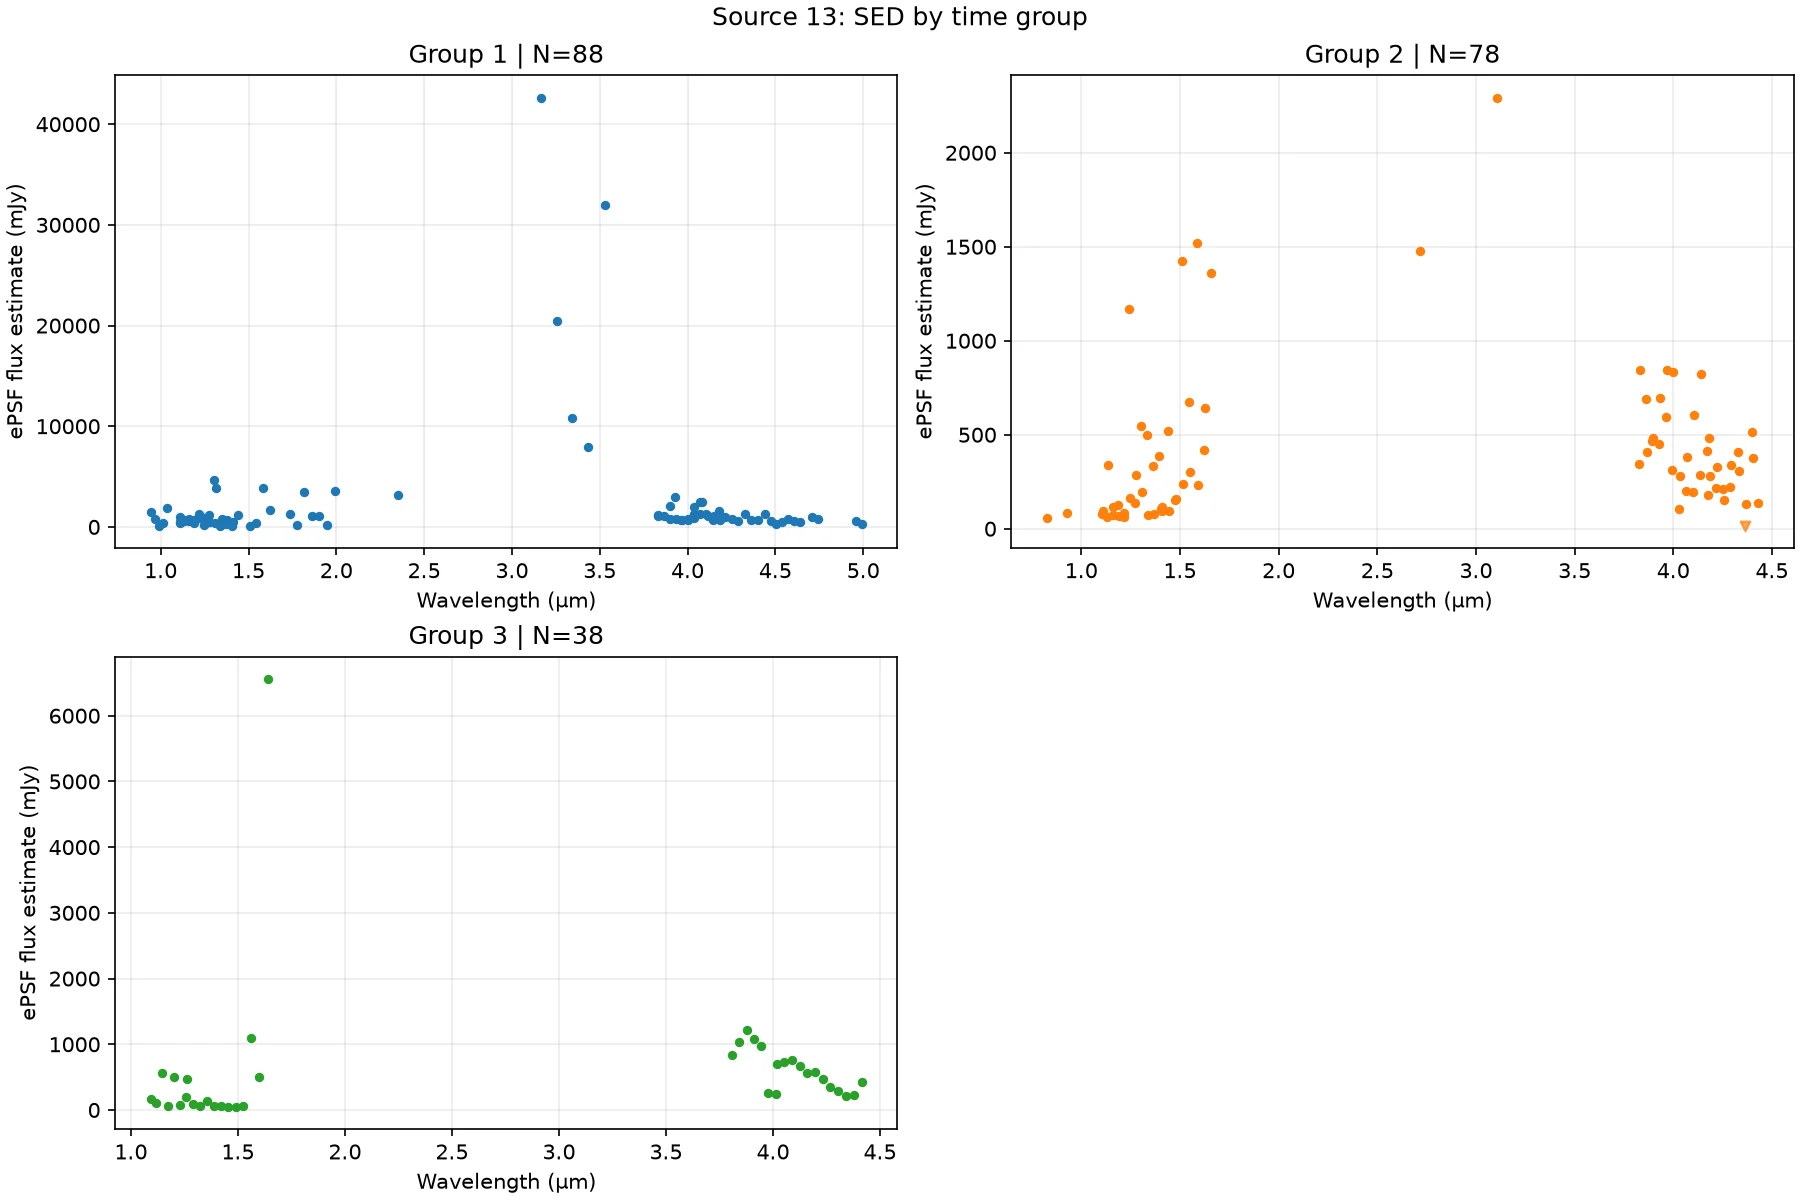 Source 13: SED by time group
Group 1 | N=88
ePSF flux estimate (mJy)
40000
30000
20000
10000
0
1.0 1.5 2.0 2.5 3.0 3.5 4.0 4.5 5.0
Wavelength (µm)
Group 2 | N=78
ePSF flux estimate (mJy)
2000
1500
1000
500
0
1.0 1.5 2.0 2.5 3.0 3.5 4.0 4.5
Wavelength (µm)
Group 3 | N=38
ePSF flux estimate (mJy)
6000
5000
4000
3000
2000
1000
0
1.0 1.5 2.0 2.5 3.0 3.5 4.0 4.5
Wavelength (µm)